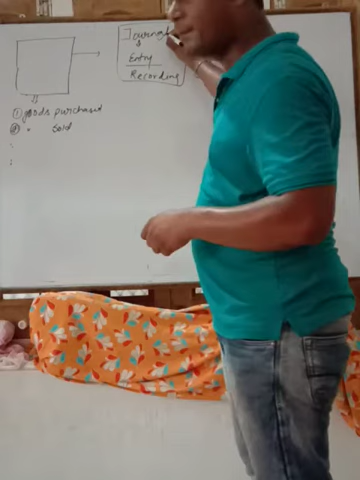 Journal
Entry
Recording
① goods purchased
② " Sold